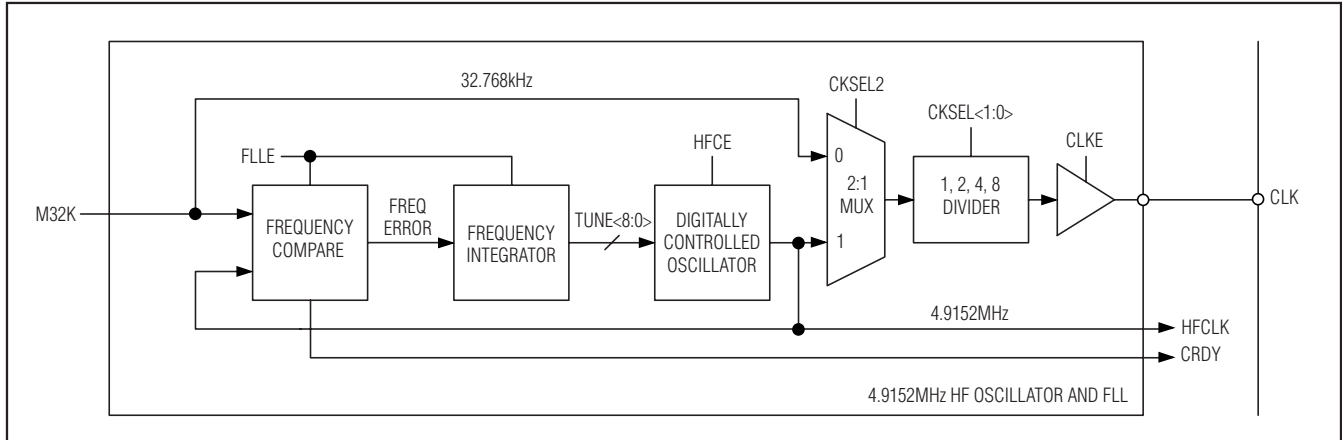 32.768kHz
CKSEL2
CKSEL<1:0>
CLKE
HFCE
FLLE
M32K
FREQUENCY
COMPARE
FREQ
ERROR
FREQUENCY
INTEGRATOR
TUNE<8:0>
DIGITALLY
CONTROLLED
OSCILLATOR
0
2:1
MUX
1
1, 2, 4, 8
DIVIDER
CLK
4.9152MHz
HFCLK
CRDY
4.9152MHz HF OSCILLATOR AND FLL